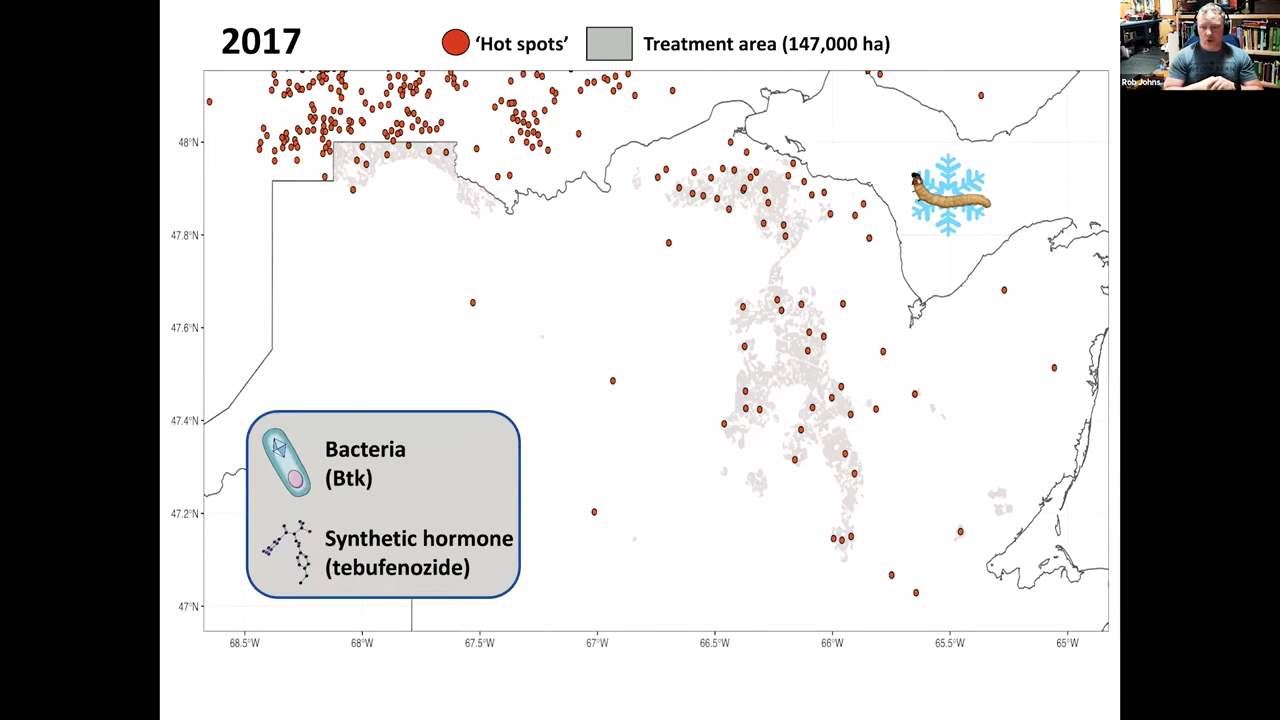 2017
‘Hot spots’
Treatment area (147,000 ha)
Rob Johns
48°N
47.8°N
47.6°N
47.4°N
47.2°N
47°N
Bacteria
(Btk)
Synthetic hormone
(tebufenozide)
68.5°W
68°W
67.5°W
67°W
66.5°W
66°W
65.5°W
65°W